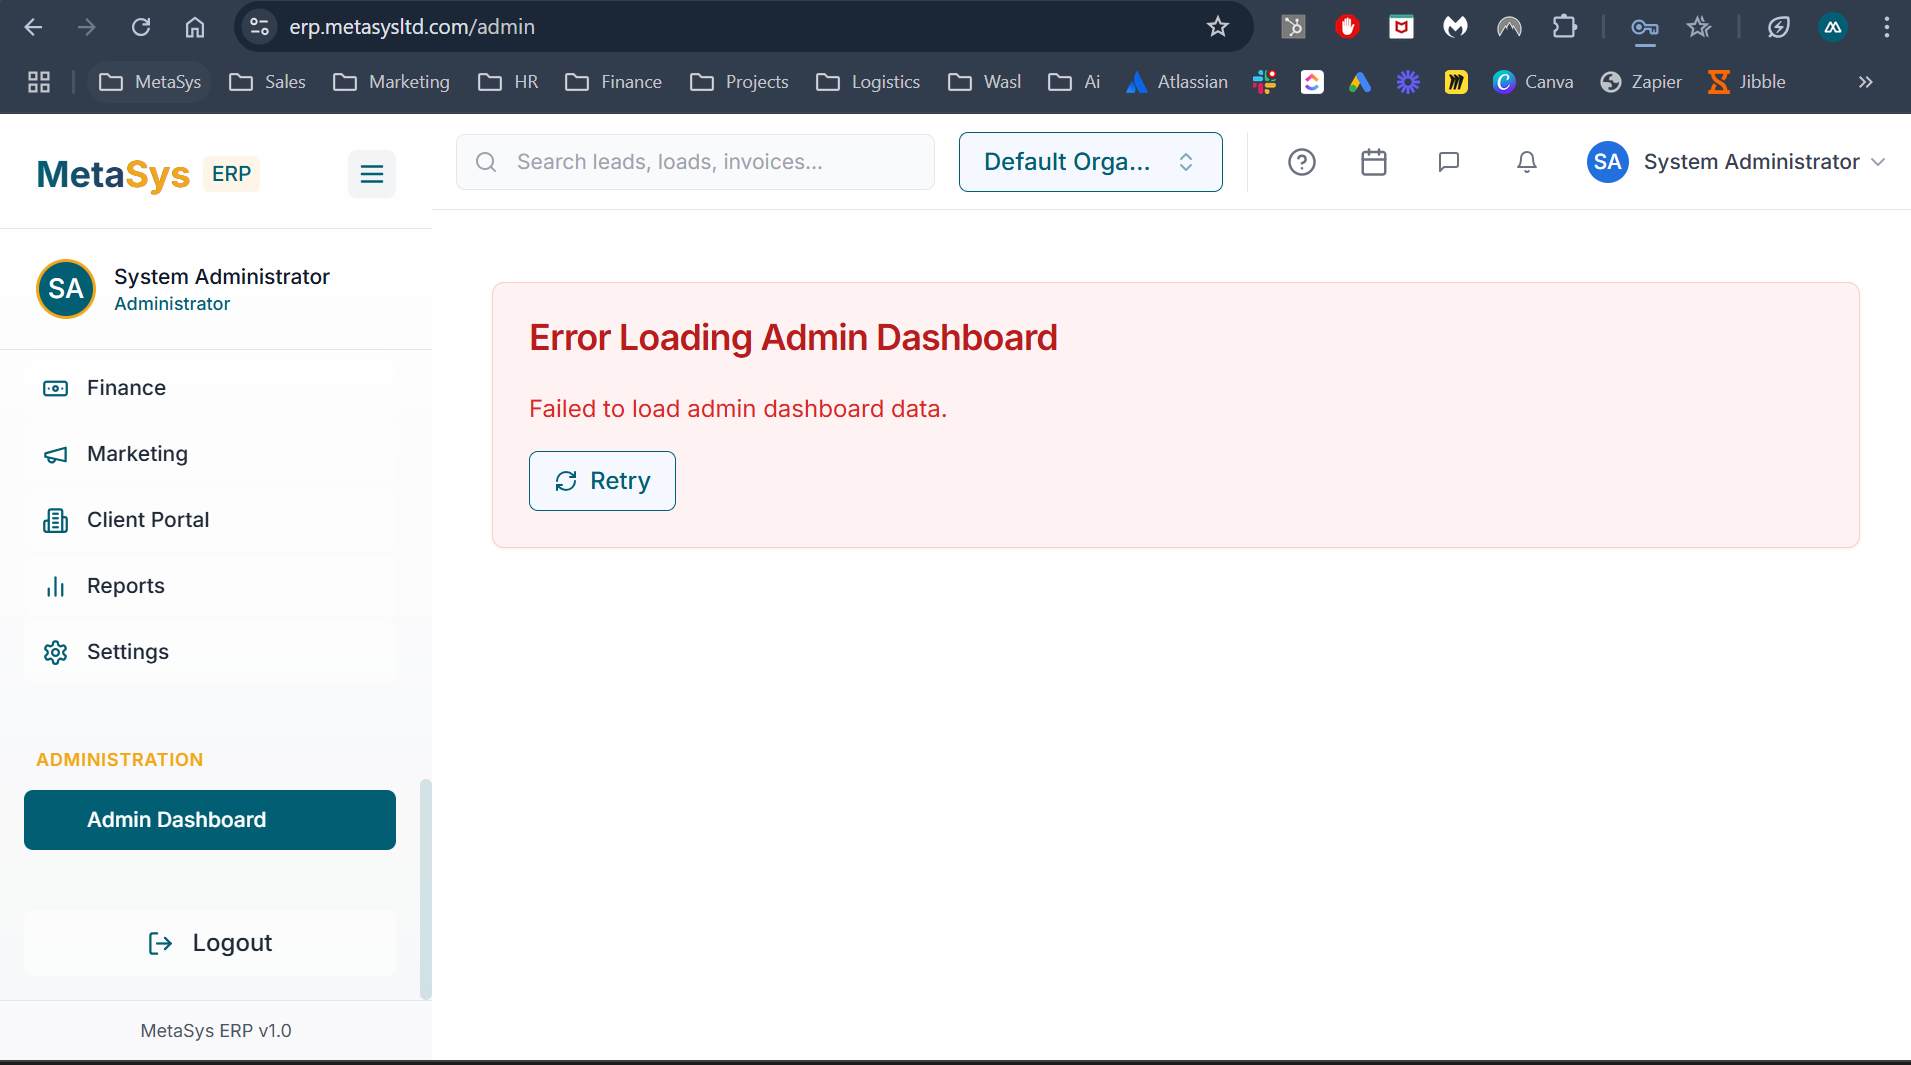 erp.metasysltd.com/admin
MetaSys Sales Marketing HR Finance Projects Logistics Wasl Ai Atlassian Canva Zapier Jibble
MetaSys ERP
Search leads, loads, invoices...
Default Orga...
SA System Administrator
SA
System Administrator
Administrator
Finance
Marketing
Client Portal
Reports
Settings
ADMINISTRATION
Admin Dashboard
Logout
MetaSys ERP v1.0
Error Loading Admin Dashboard
Failed to load admin dashboard data.
Retry